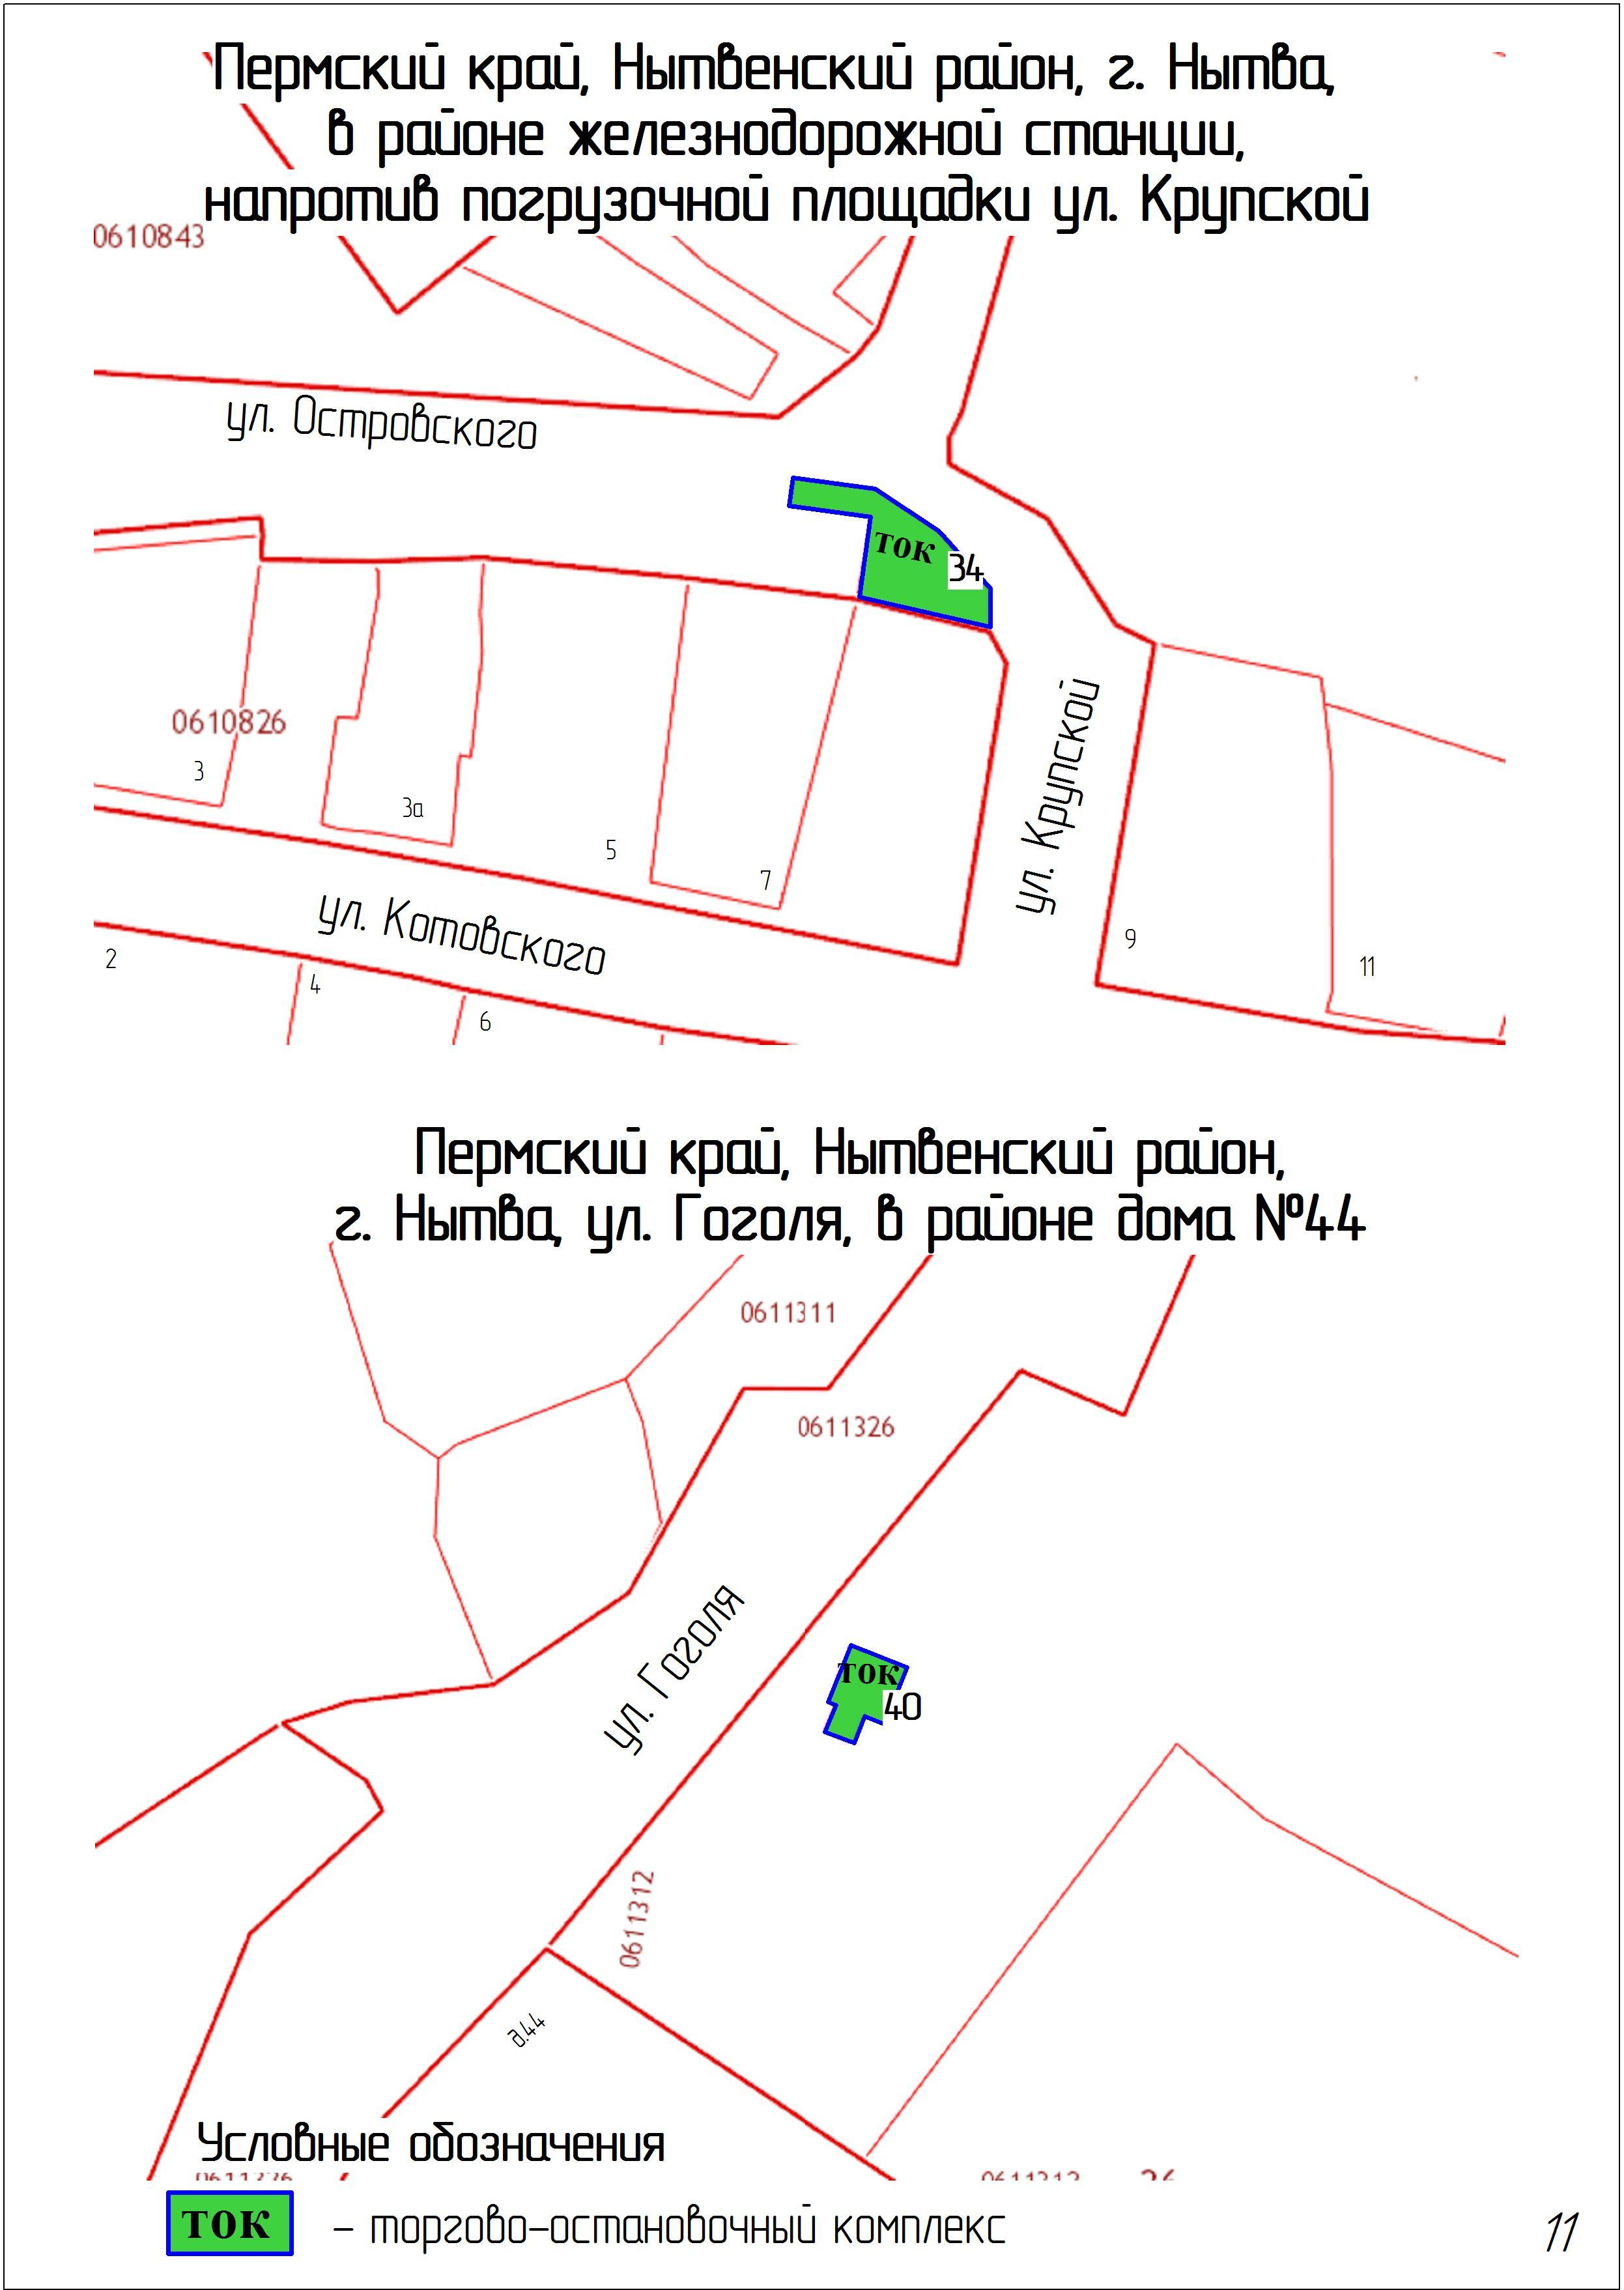 Пермский край, Нытвенский район, г. Нытва,
в районе железнодорожной станции,
напротив погрузочной площадки ул. Крупской
0610843
ул. Островского
ТОК
34
0610826
3
3а
5
7
ул. Крупской
ул. Котовского
9
11
2
4
6
Пермский край, Нытвенский район,
г. Нытва, ул. Гоголя, в районе дома №44
0611311
0611326
ул. Гоголя
ТОК
40
0611312
д.44
Условные обозначения
ТОК – торгово-остановочный комплекс
11